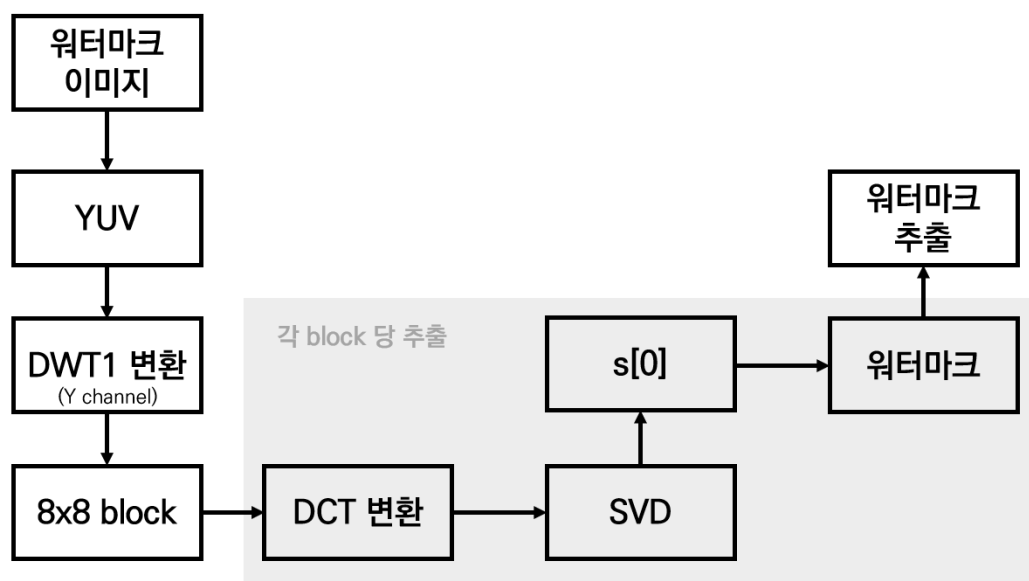 워터마크
이미지
YUV
DWT1 변환
(Y channel)
8x8 block
각 block 당 추출
DCT 변환
SVD
s[0]
워터마크
워터마크
추출